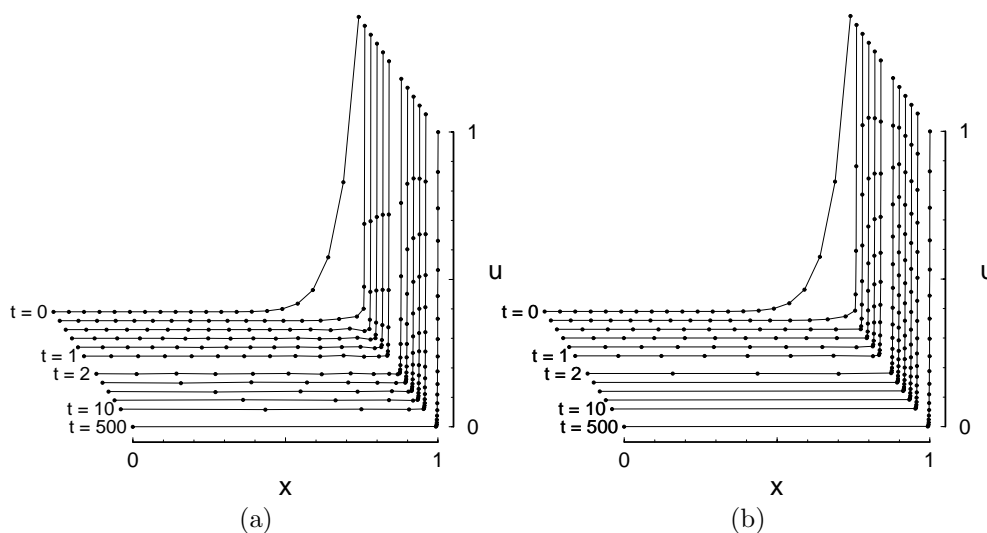 1
u
t = 0
t = 1
t = 2
t = 10
t = 500
0
0
1
x
(a)
1
u
t = 0
t = 1
t = 2
t = 10
t = 500
0
0
1
x
(b)